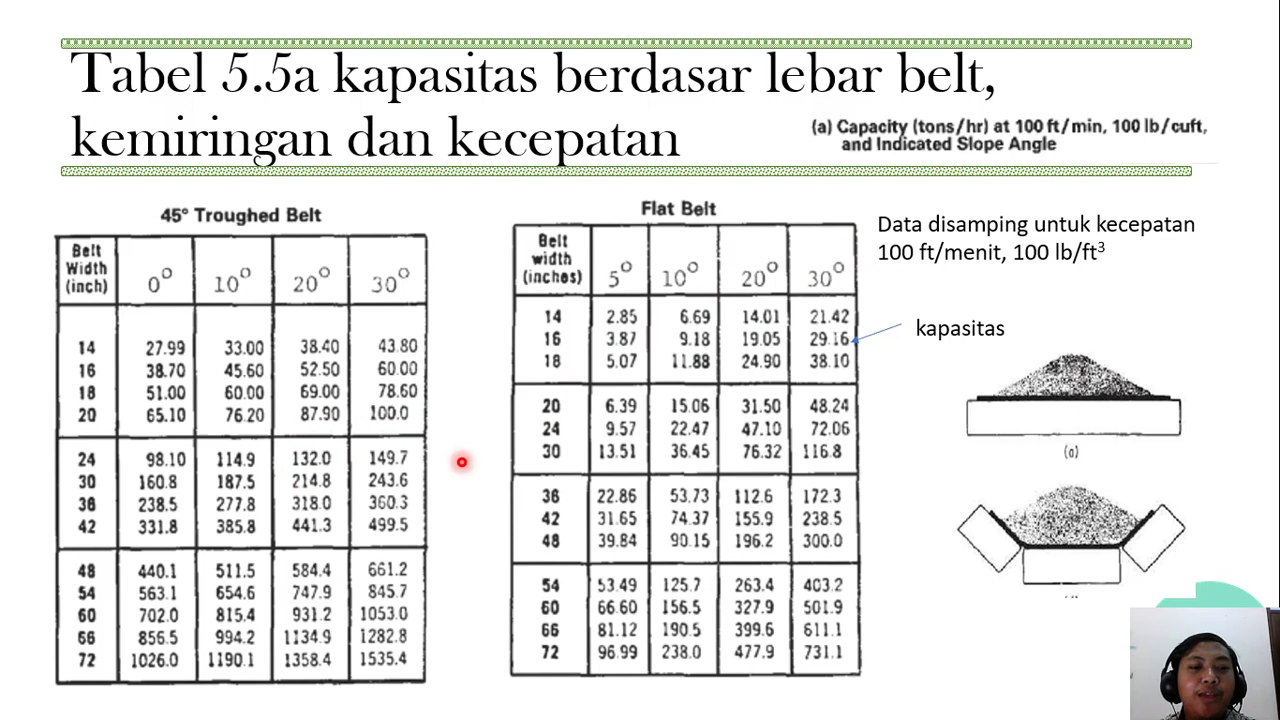 Tabel 5.5a kapasitas berdasar lebar belt,
kemiringan dan kecepatan
(a) Capacity (tons/hr) at 100 ft/min, 100 lb/cuft,
and Indicated Slope Angle
45° Troughed Belt
Belt Width (inch) 0° 10° 20° 30°
14 27.99 33.00 38.40 43.80
16 38.70 45.60 52.50 60.00
18 51.00 60.00 69.00 78.60
20 65.10 76.20 87.90 100.0
24 98.10 114.9 132.0 149.7
30 160.8 187.5 214.8 243.6
36 238.5 277.8 318.0 360.3
42 331.8 385.8 441.3 499.5
48 440.1 511.5 584.4 661.2
54 563.1 654.6 747.9 845.7
60 702.0 815.4 931.2 1053.0
66 856.5 994.2 1134.9 1282.8
72 1026.0 1190.1 1358.4 1535.4
Flat Belt
Belt width (inches) 5° 10° 20° 30°
14 2.85 6.69 14.01 21.42
16 3.87 9.18 19.05 29.16
18 5.07 11.88 24.90 38.10
20 6.39 15.06 31.50 48.24
24 9.57 22.47 47.10 72.06
30 13.51 36.45 76.32 116.8
36 22.86 53.73 112.6 172.3
42 31.65 74.37 155.9 238.5
48 39.84 90.15 196.2 300.0
54 53.49 125.7 263.4 403.2
60 66.60 156.5 327.9 501.9
66 81.12 190.5 399.6 611.1
72 96.99 238.0 477.9 731.1
Data disamping untuk kecepatan
100 ft/menit, 100 lb/ft³
kapasitas
(a)